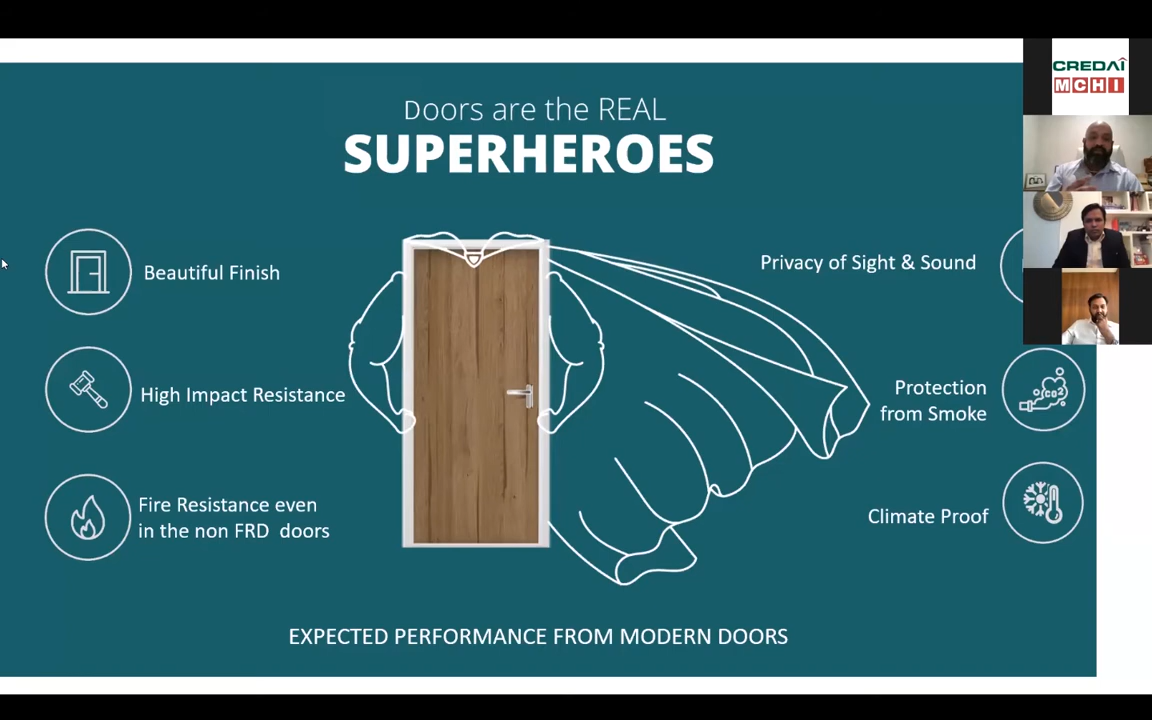 Doors are the REAL
SUPERHEROES
Beautiful Finish
High Impact Resistance
Fire Resistance even
in the non FRD doors
Privacy of Sight & Sound
Protection
from Smoke
CO2
Climate Proof
EXPECTED PERFORMANCE FROM MODERN DOORS
CREDAI
MCHI